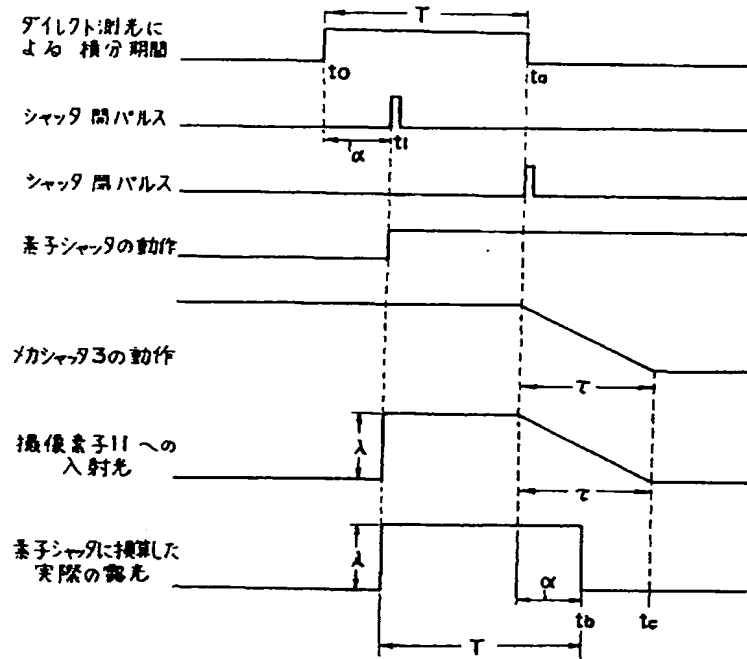 ダイレクト測光に
よる 積分期間
T
to
ta
シャッタ 開パルス
α
t1
シャッタ 閉パルス
素子シャッタの動作
メカシャッタ3の動作
τ
撮像素子11への
入射光
λ
τ
素子シャッタに換算した
実際の露光
λ
α
tb
tc
T